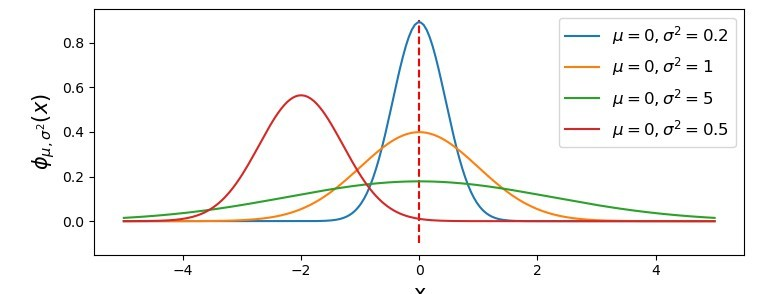 0.8
0.6
0.4
0.2
0.0
ϕμ,σ²(x)
−4 −2 0 2 4
x
μ = 0, σ² = 0.2
μ = 0, σ² = 1
μ = 0, σ² = 5
μ = 0, σ² = 0.5